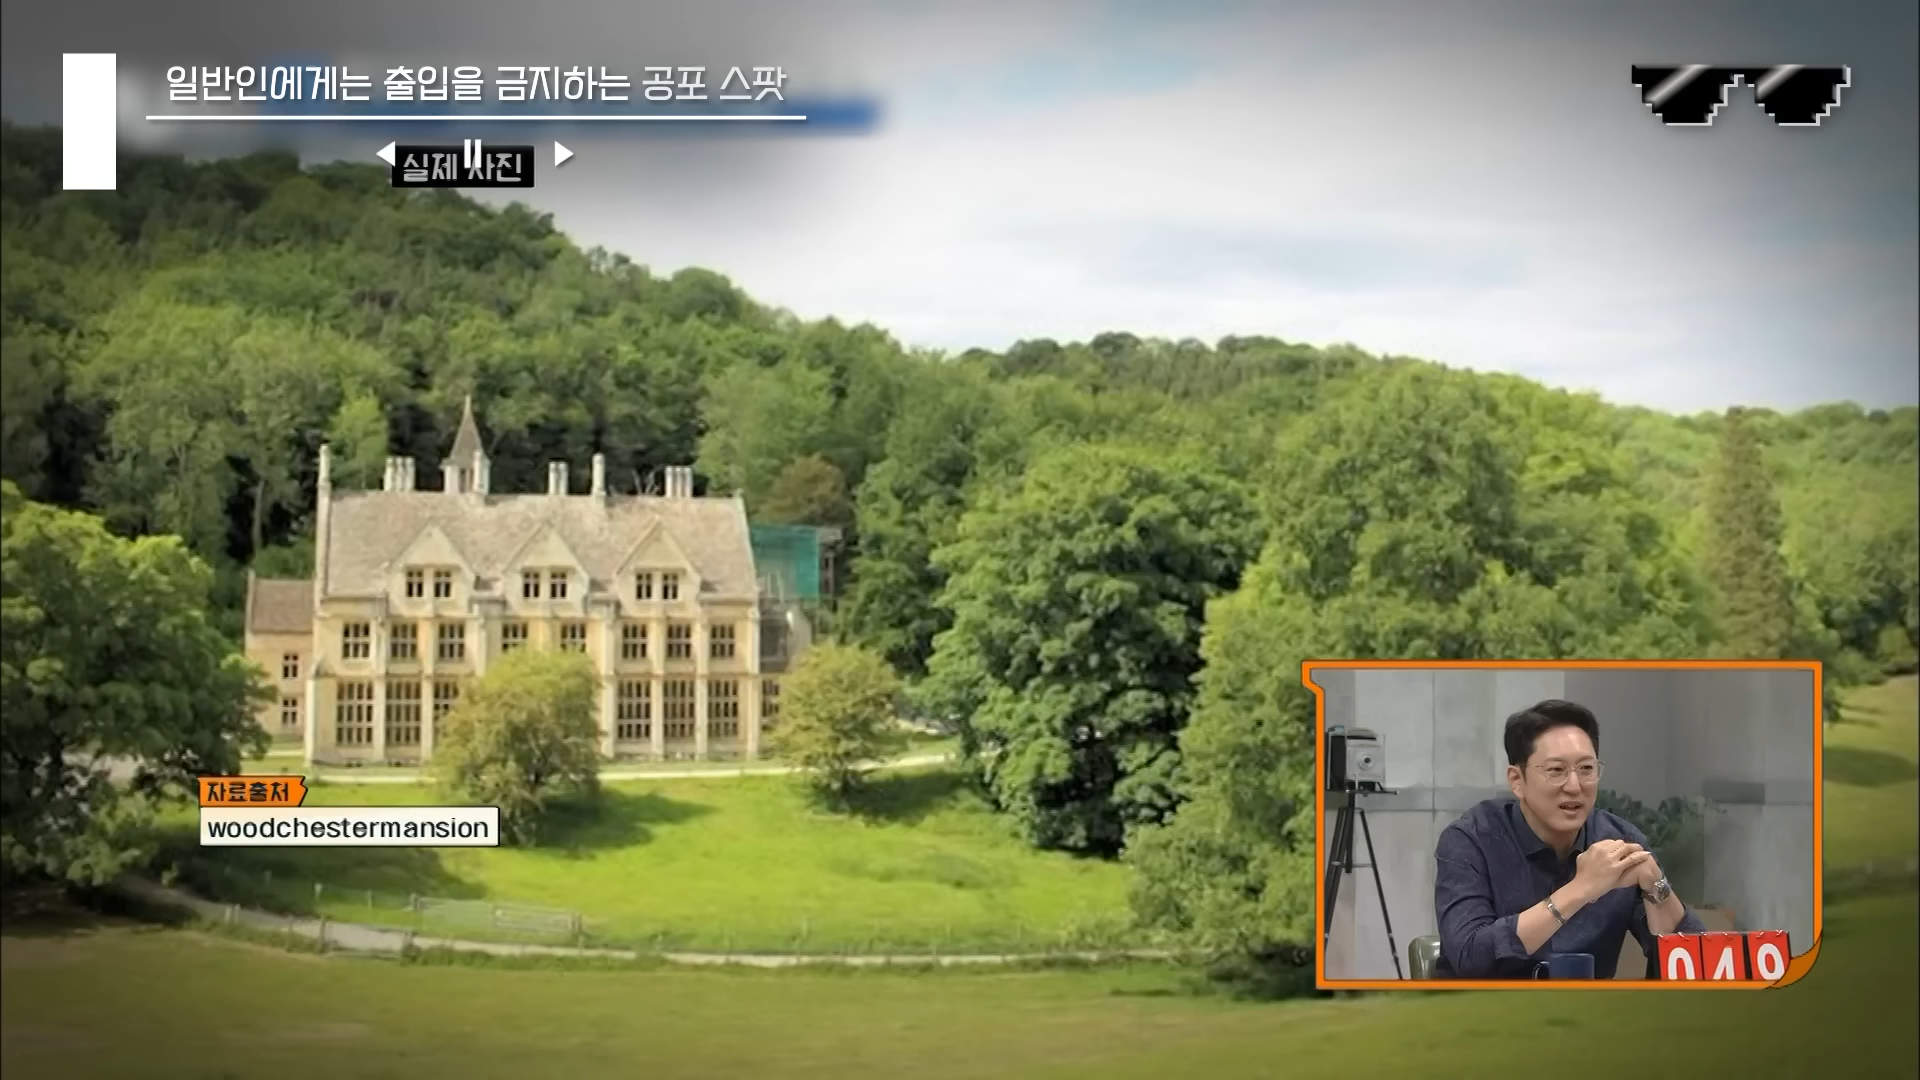 일반인에게는 출입을 금지하는 공포 스팟
실제 사진
자료출처
woodchestermansion
049